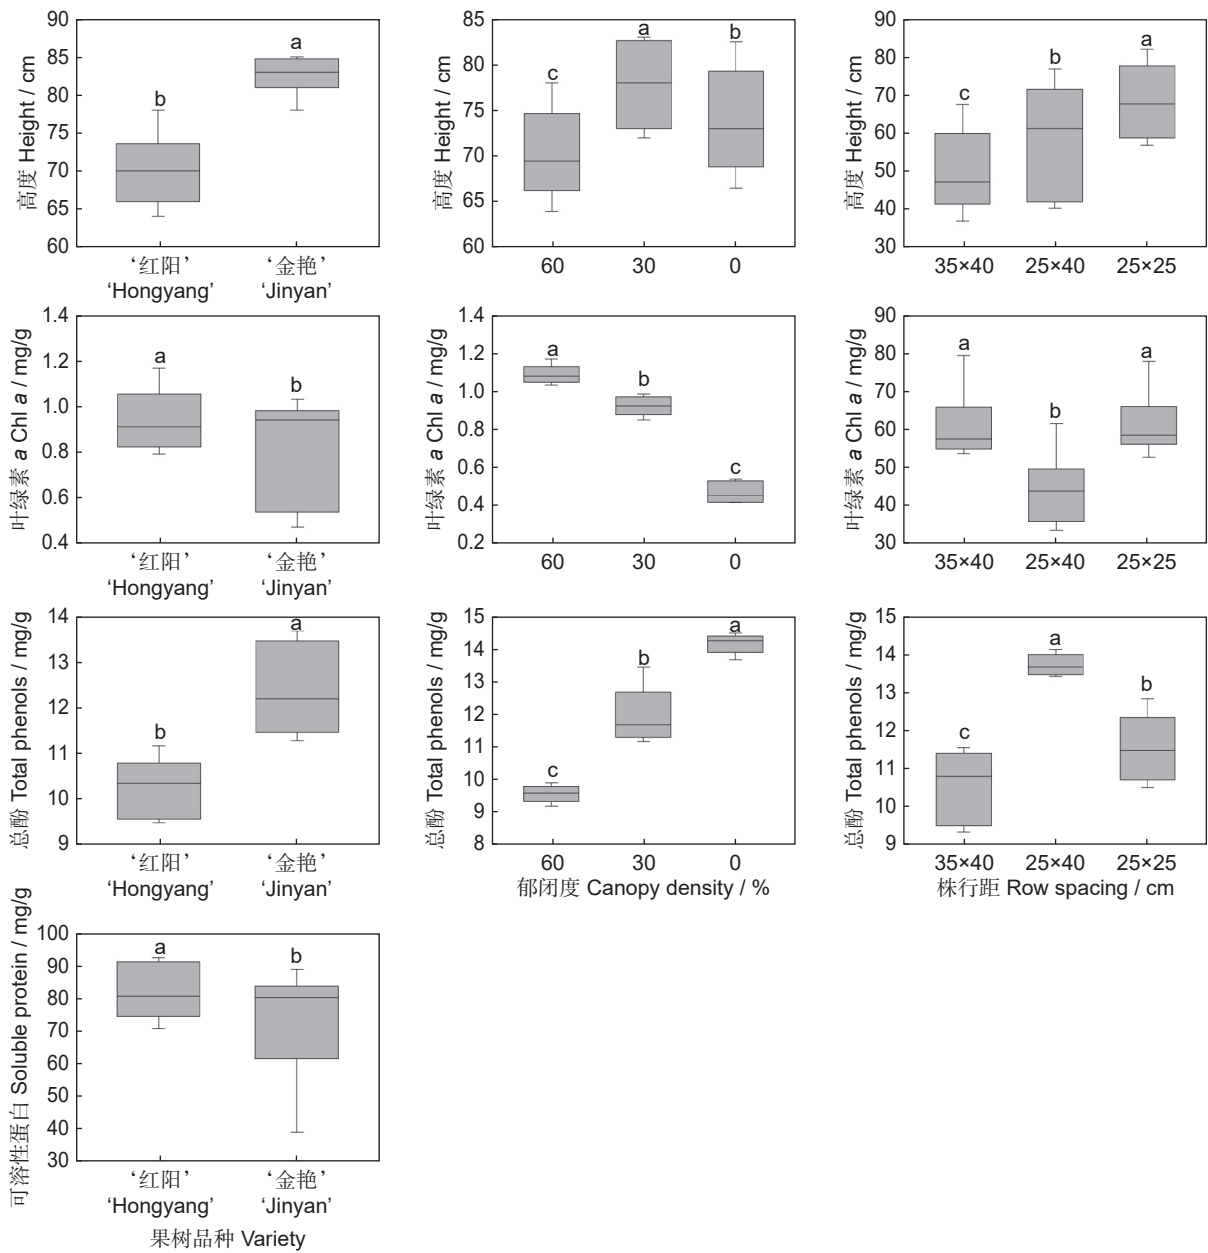 高度 Height / cm
90
85
80
75
70
65
60
b
a
‘红阳’
‘Hongyang’
‘金艳’
‘Jinyan’
高度 Height / cm
85
80
75
70
65
60
c
a
b
60
30
0
高度 Height / cm
90
80
70
60
50
40
30
c
b
a
35×40
25×40
25×25
叶绿素 a Chl a / mg/g
1.4
1.2
1.0
0.8
0.6
0.4
a
b
‘红阳’
‘Hongyang’
‘金艳’
‘Jinyan’
叶绿素 a Chl a / mg/g
1.4
1.2
1.0
0.8
0.6
0.4
0.2
a
b
c
60
30
0
叶绿素 a Chl a / mg/g
90
80
70
60
50
40
30
a
b
a
35×40
25×40
25×25
总酚 Total phenols / mg/g
14
13
12
11
10
9
b
a
‘红阳’
‘Hongyang’
‘金艳’
‘Jinyan’
总酚 Total phenols / mg/g
15
14
13
12
11
10
9
8
c
b
a
60
30
0
郁闭度 Canopy density / %
总酚 Total phenols / mg/g
15
14
13
12
11
10
9
c
a
b
35×40
25×40
25×25
株行距 Row spacing / cm
可溶性蛋白 Soluble protein / mg/g
100
90
80
70
60
50
40
30
a
b
‘红阳’
‘Hongyang’
‘金艳’
‘Jinyan’
果树品种 Variety